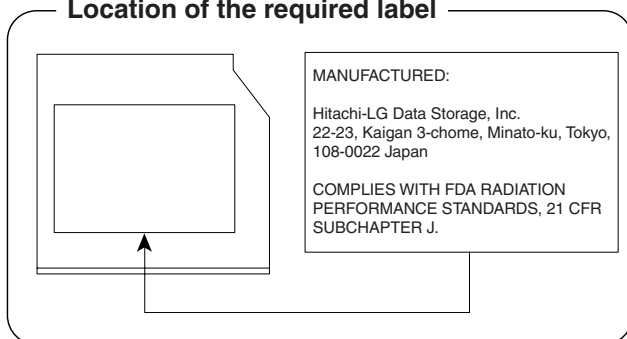 Location of the required label
MANUFACTURED:
Hitachi-LG Data Storage, Inc.
22-23, Kaigan 3-chome, Minato-ku, Tokyo,
108-0022 Japan
COMPLIES WITH FDA RADIATION
PERFORMANCE STANDARDS, 21 CFR
SUBCHAPTER J.